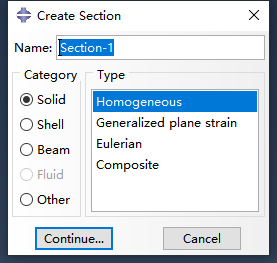 Create Section
Name: Section-1
Category
Type
Solid
Shell
Beam
Fluid
Other
Homogeneous
Generalized plane strain
Eulerian
Composite
Continue...
Cancel